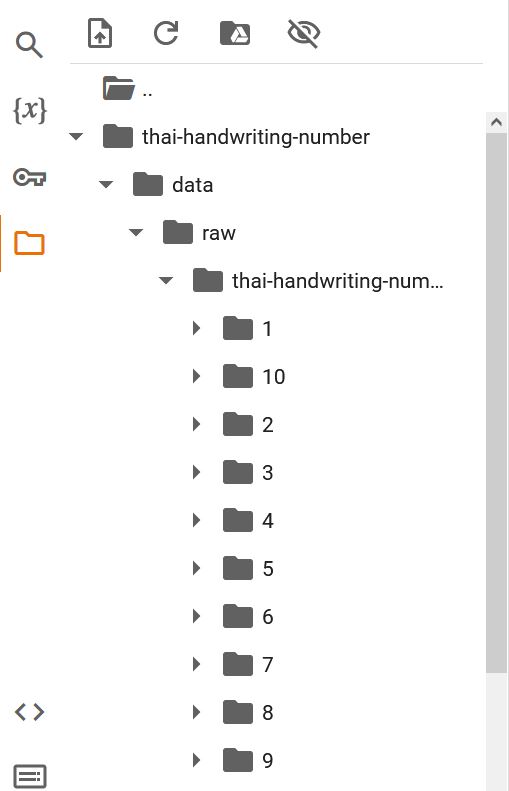 ..
{x}
thai-handwriting-number
data
raw
thai-handwriting-num...
1
10
2
3
4
5
6
7
8
9